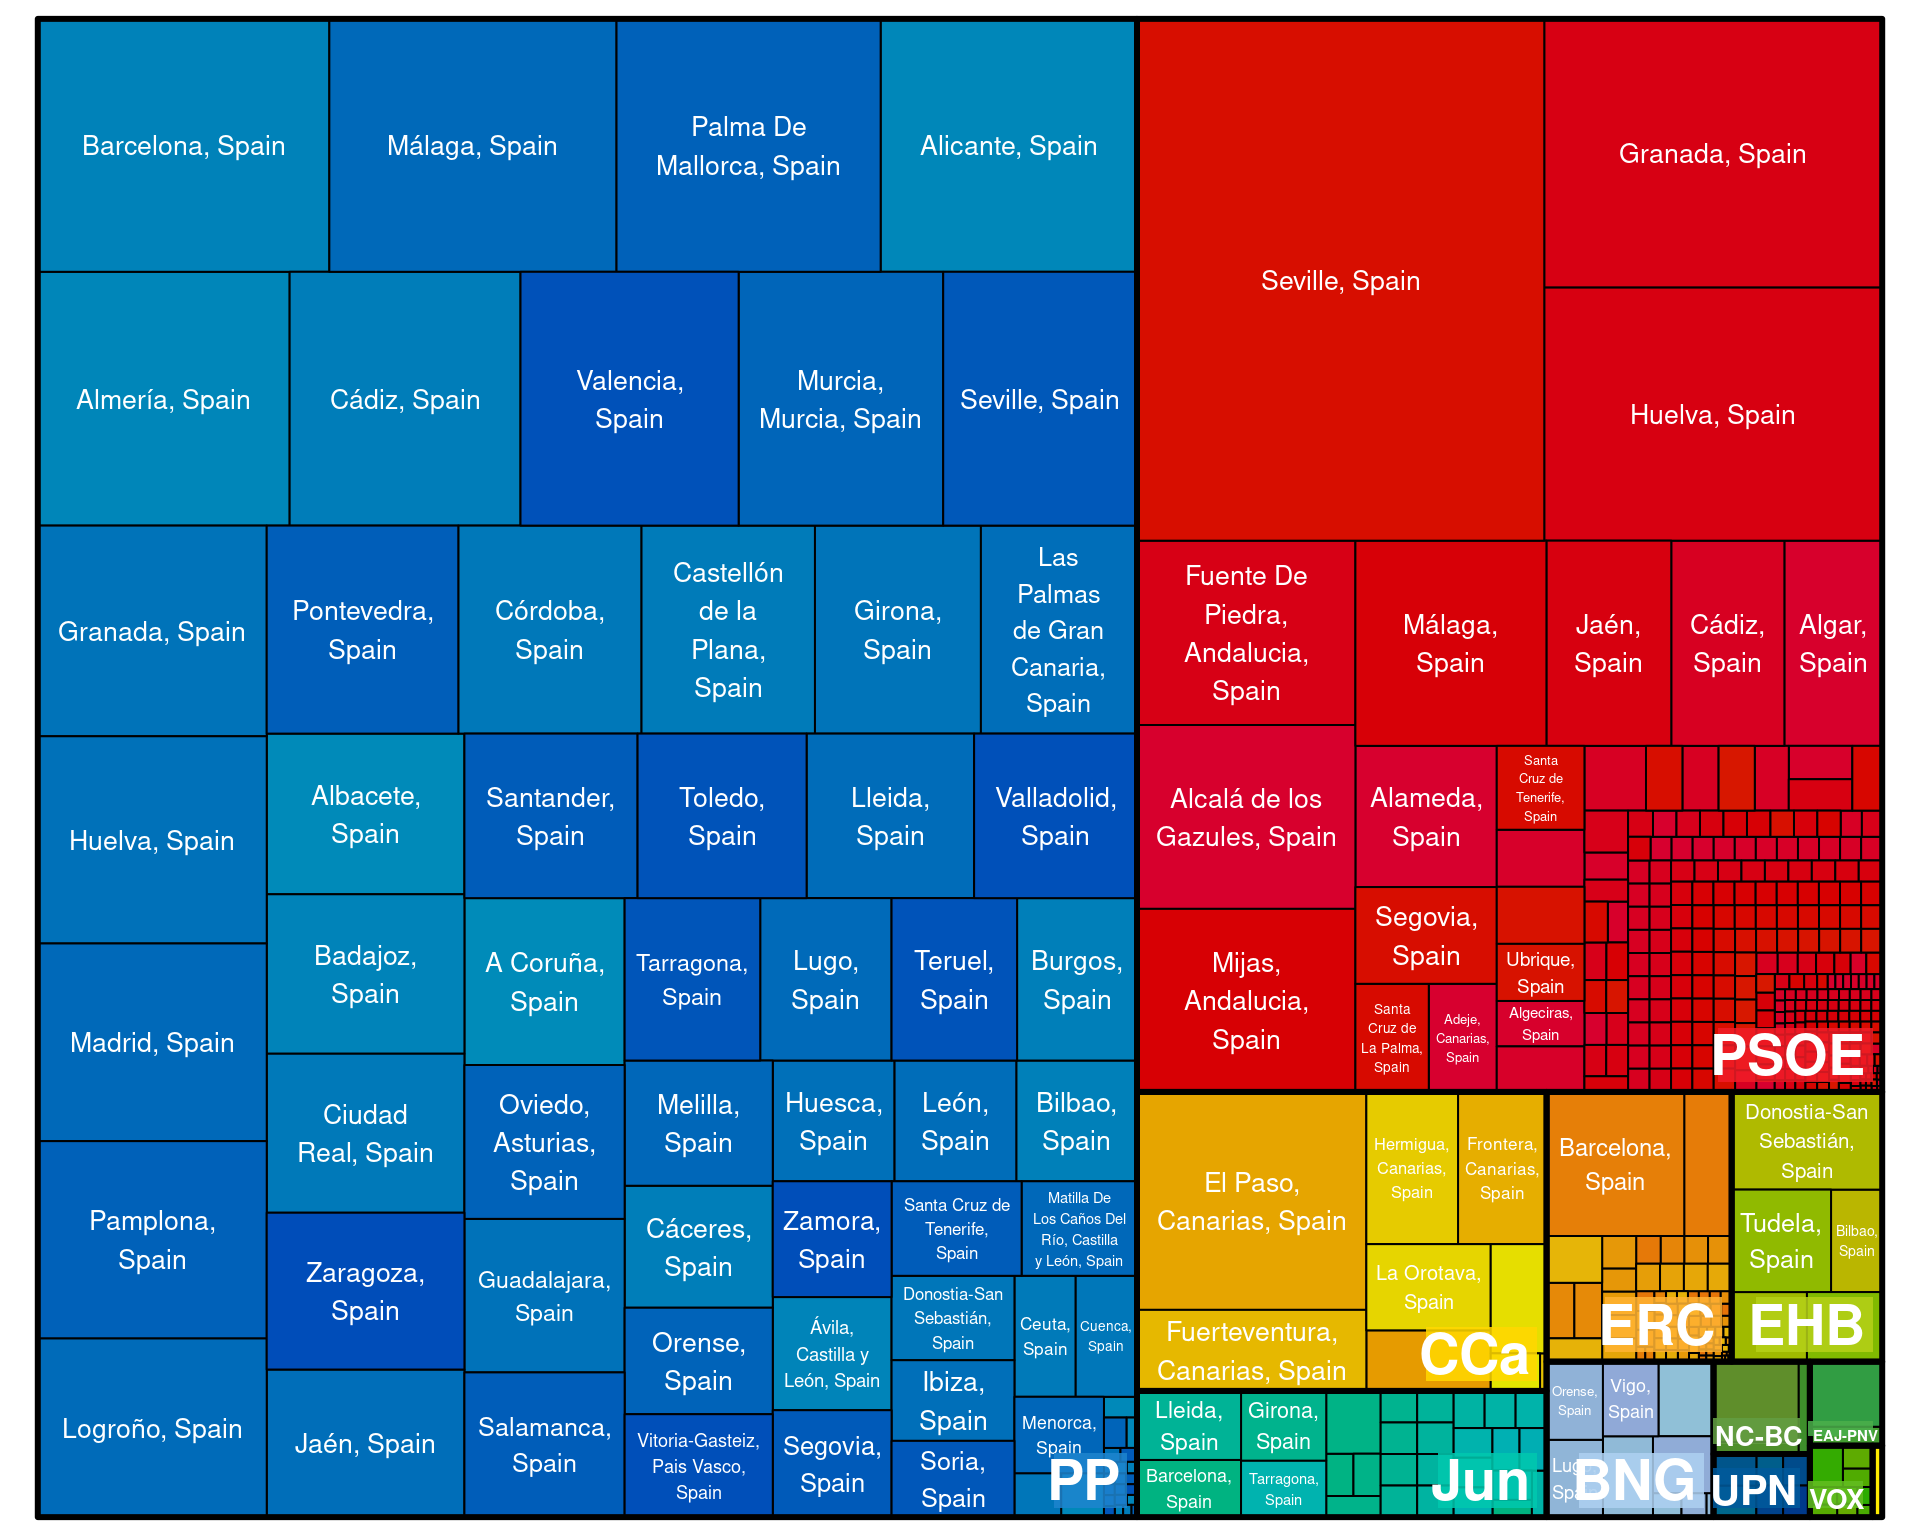 Barcelona, Spain
Málaga, Spain
Palma De
Mallorca, Spain
Alicante, Spain
Almería, Spain
Cádiz, Spain
Valencia,
Spain
Murcia,
Murcia, Spain
Seville, Spain
Granada, Spain
Pontevedra,
Spain
Córdoba,
Spain
Castellón
de la
Plana,
Spain
Girona,
Spain
Las
Palmas
de Gran
Canaria,
Spain
Huelva, Spain
Albacete,
Spain
Santander,
Spain
Toledo,
Spain
Lleida,
Spain
Valladolid,
Spain
Badajoz,
Spain
A Coruña,
Spain
Tarragona,
Spain
Lugo,
Spain
Teruel,
Spain
Burgos,
Spain
Madrid, Spain
Ciudad
Real, Spain
Oviedo,
Asturias,
Spain
Melilla,
Spain
Huesca,
Spain
León,
Spain
Bilbao,
Spain
Pamplona,
Spain
Zaragoza,
Spain
Guadalajara,
Spain
Cáceres,
Spain
Zamora,
Spain
Santa Cruz de
Tenerife,
Spain
Matilla De
Los Caños Del
Río, Castilla
y León, Spain
Orense,
Spain
Ávila,
Castilla y
León, Spain
Donostia-San
Sebastián,
Spain
Ceuta,
Spain
Cuenca,
Spain
Logroño, Spain
Jaén, Spain
Salamanca,
Spain
Vitoria-Gasteiz,
Pais Vasco,
Spain
Segovia,
Spain
Ibiza,
Spain
Soria,
Spain
Menorca,
Spain
PP
Seville, Spain
Granada, Spain
Huelva, Spain
Fuente De
Piedra,
Andalucia,
Spain
Málaga,
Spain
Jaén,
Spain
Cádiz,
Spain
Algar,
Spain
Alcalá de los
Gazules, Spain
Alameda,
Spain
Santa
Cruz de
Tenerife,
Spain
Mijas,
Andalucia,
Spain
Segovia,
Spain
Ubrique,
Spain
Santa
Cruz de
La Palma,
Spain
Adeje,
Canarias,
Spain
Algeciras,
Spain
PSOE
El Paso,
Canarias, Spain
Hermigua,
Canarias,
Spain
Frontera,
Canarias,
Spain
La Orotava,
Spain
Fuerteventura,
Canarias, Spain
CCa
Barcelona,
Spain
ERC
Donostia-San
Sebastián,
Spain
Tudela,
Spain
Bilbao,
Spain
EHB
Lleida,
Spain
Girona,
Spain
Barcelona,
Spain
Tarragona,
Spain
Jun
Orense,
Spain
Vigo,
Spain
BNG
NC-BC
EAJ-PNV
UPN
VOX